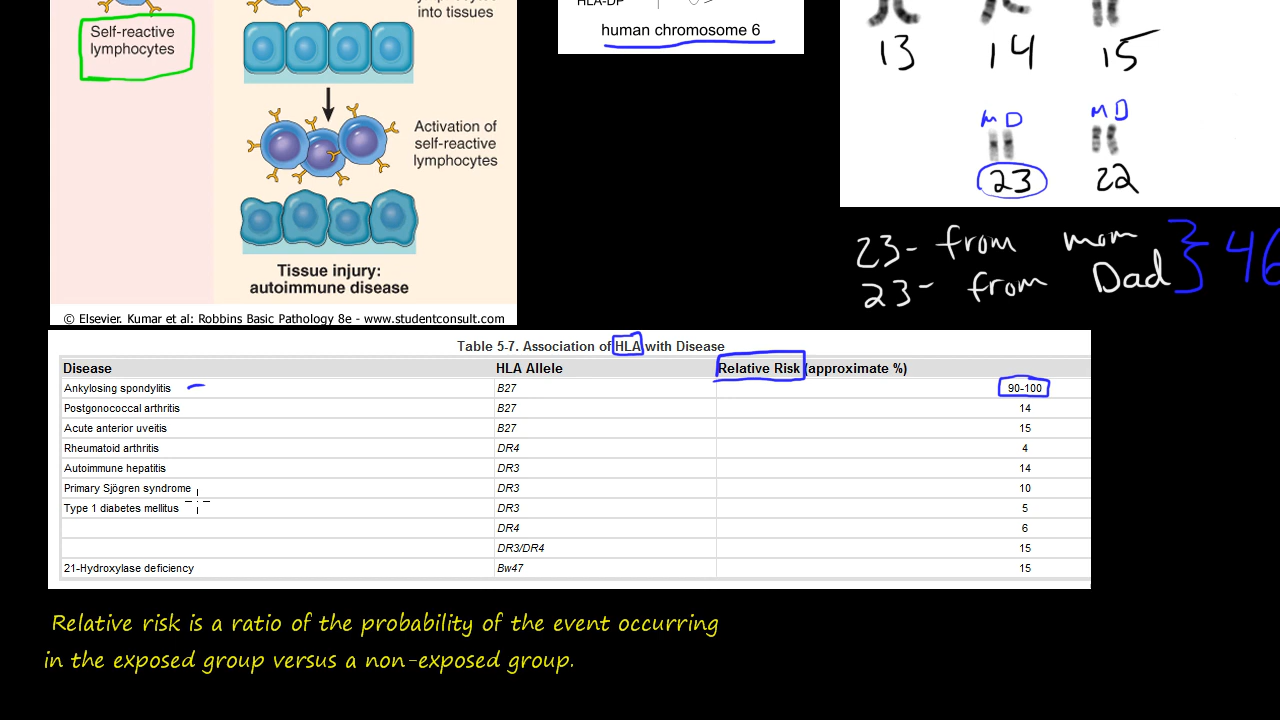 into tissues
Self-reactive
lymphocytes
Activation of
self-reactive
lymphocytes
Tissue injury:
autoimmune disease
© Elsevier. Kumar et al: Robbins Basic Pathology 8e - www.studentconsult.com
human chromosome 6
13 14 15
M D M D
23 22
23- from mom
23- from Dad } 46
Table 5-7. Association of HLA with Disease
Disease HLA Allele Relative Risk (approximate %)
Ankylosing spondylitis B27 90-100
Postgonococcal arthritis B27 14
Acute anterior uveitis B27 15
Rheumatoid arthritis DR4 4
Autoimmune hepatitis DR3 14
Primary Sjögren syndrome DR3 10
Type 1 diabetes mellitus DR3 5
DR4 6
DR3/DR4 15
21-Hydroxylase deficiency Bw47 15
Relative risk is a ratio of the probability of the event occurring
in the exposed group versus a non-exposed group.